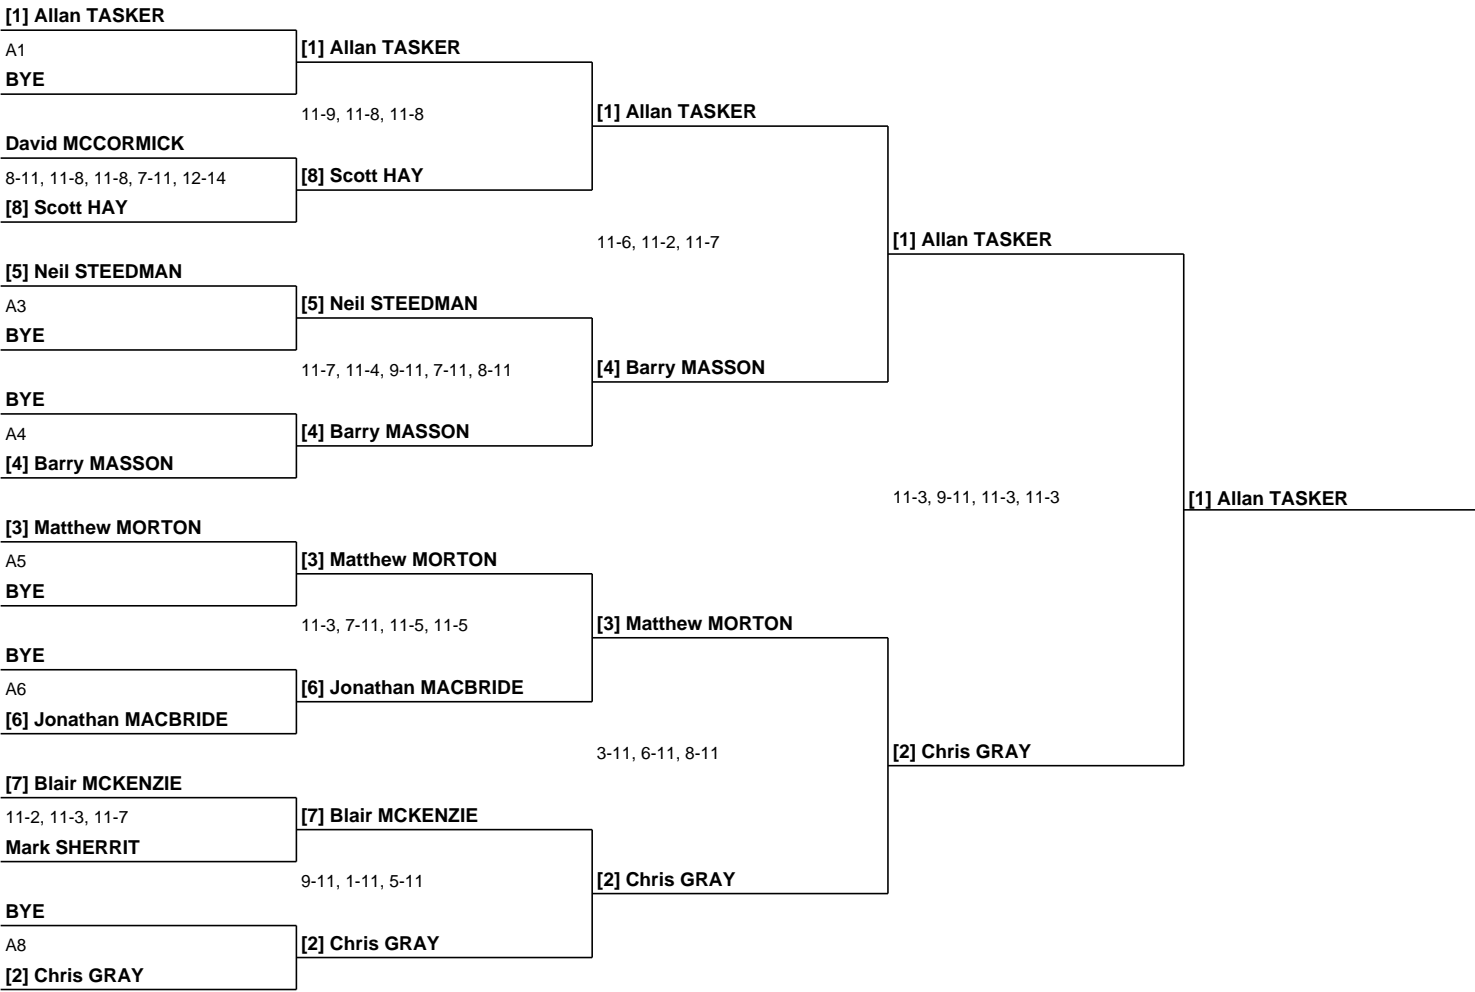 [1] Allan TASKER
A1
BYE
[1] Allan TASKER
11-9, 11-8, 11-8
[1] Allan TASKER
David MCCORMICK
8-11, 11-8, 11-8, 7-11, 12-14
[8] Scott HAY
[8] Scott HAY
11-6, 11-2, 11-7
[1] Allan TASKER
[5] Neil STEEDMAN
A3
BYE
[5] Neil STEEDMAN
11-7, 11-4, 9-11, 7-11, 8-11
[4] Barry MASSON
BYE
A4
[4] Barry MASSON
[4] Barry MASSON
11-3, 9-11, 11-3, 11-3
[1] Allan TASKER
[3] Matthew MORTON
A5
BYE
[3] Matthew MORTON
11-3, 7-11, 11-5, 11-5
[3] Matthew MORTON
BYE
A6
[6] Jonathan MACBRIDE
[6] Jonathan MACBRIDE
3-11, 6-11, 8-11
[2] Chris GRAY
[7] Blair MCKENZIE
11-2, 11-3, 11-7
Mark SHERRIT
[7] Blair MCKENZIE
9-11, 1-11, 5-11
[2] Chris GRAY
BYE
A8
[2] Chris GRAY
[2] Chris GRAY